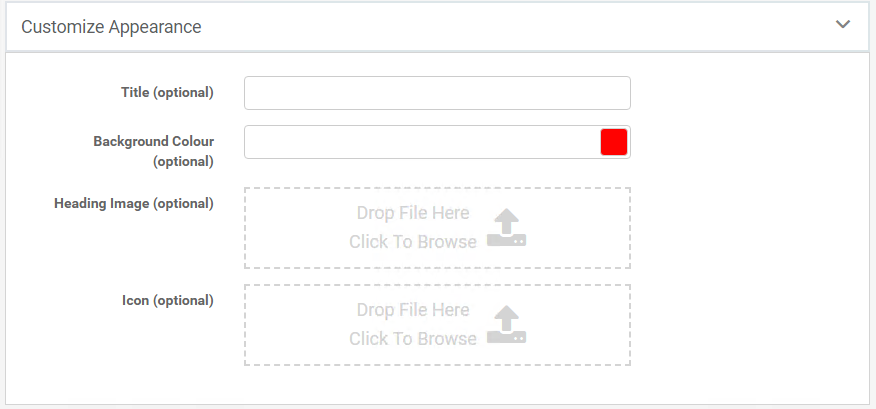 Customize Appearance
Title (optional)
Background Colour
(optional)
Heading Image (optional)
Drop File Here
Click To Browse
Icon (optional)
Drop File Here
Click To Browse